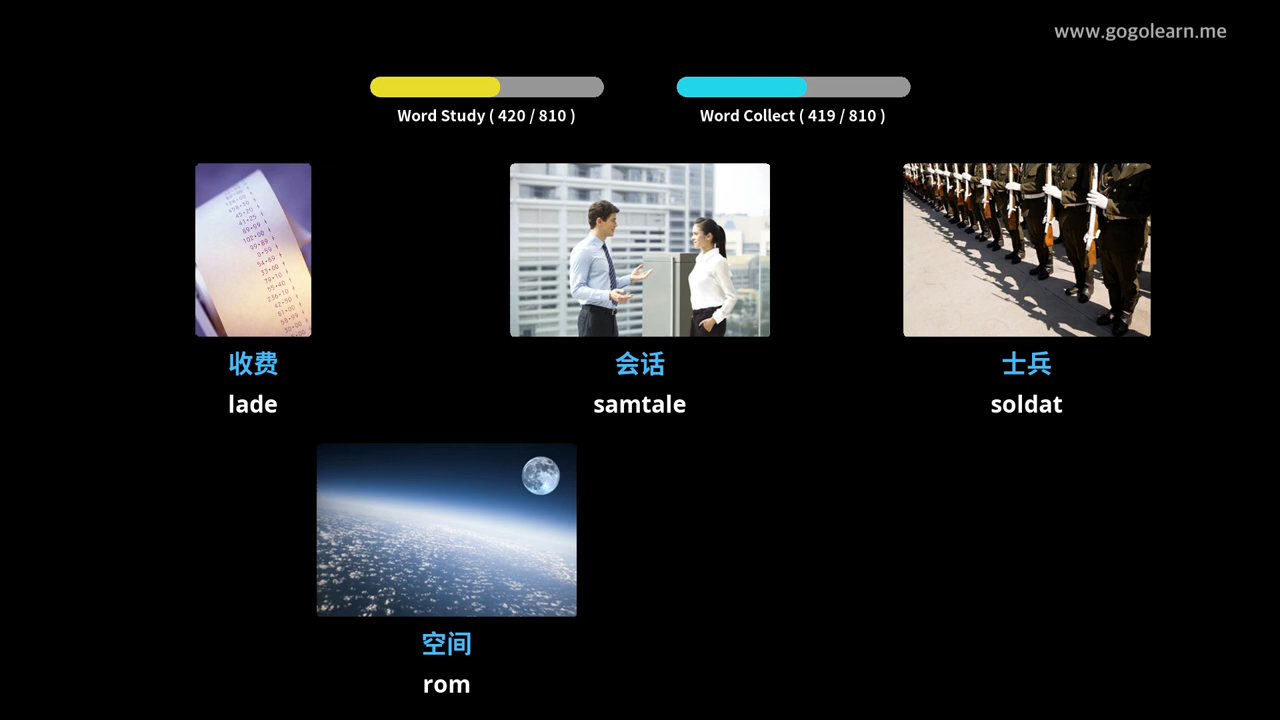 www.gogolearn.me
Word Study ( 420 / 810 )
Word Collect ( 419 / 810 )
收费
lade
会话
samtale
士兵
soldat
空间
rom